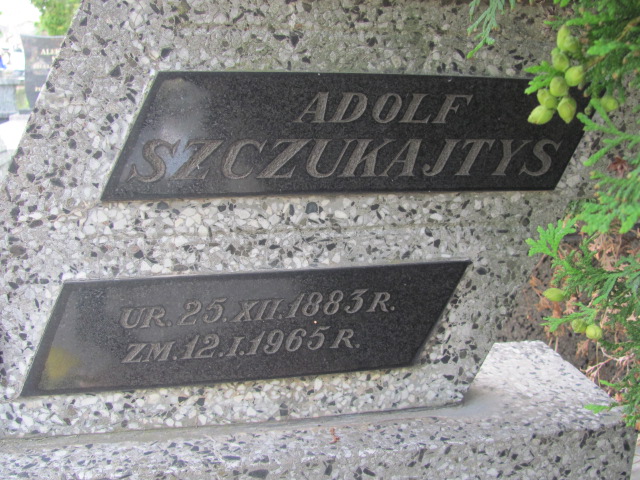 ADOLF
SZCZUKAJTYS
UR. 25. XII. 1883 R.
ZM. 12. I. 1965 R.